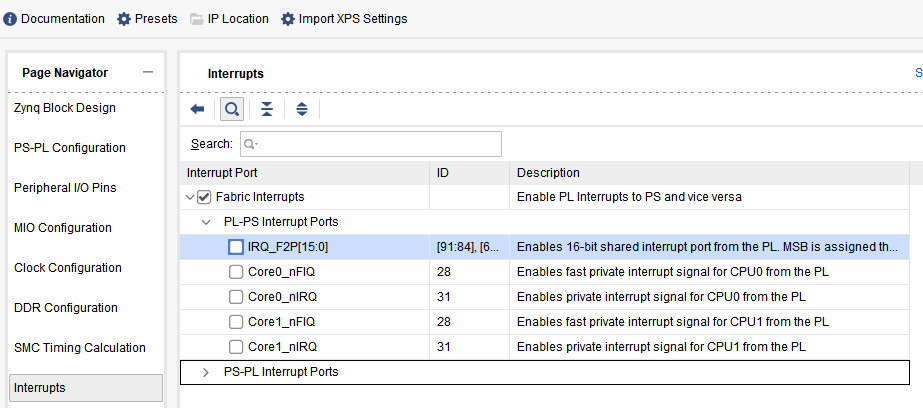 Documentation Presets IP Location Import XPS Settings
Page Navigator
Zynq Block Design
PS-PL Configuration
Peripheral I/O Pins
MIO Configuration
Clock Configuration
DDR Configuration
SMC Timing Calculation
Interrupts
Interrupts S
Search:
Interrupt Port ID Description
Fabric Interrupts Enable PL Interrupts to PS and vice versa
PL-PS Interrupt Ports
IRQ_F2P[15:0] [91:84], [6... Enables 16-bit shared interrupt port from the PL. MSB is assigned th...
Core0_nFIQ 28 Enables fast private interrupt signal for CPU0 from the PL
Core0_nIRQ 31 Enables private interrupt signal for CPU0 from the PL
Core1_nFIQ 28 Enables fast private interrupt signal for CPU1 from the PL
Core1_nIRQ 31 Enables private interrupt signal for CPU1 from the PL
PS-PL Interrupt Ports